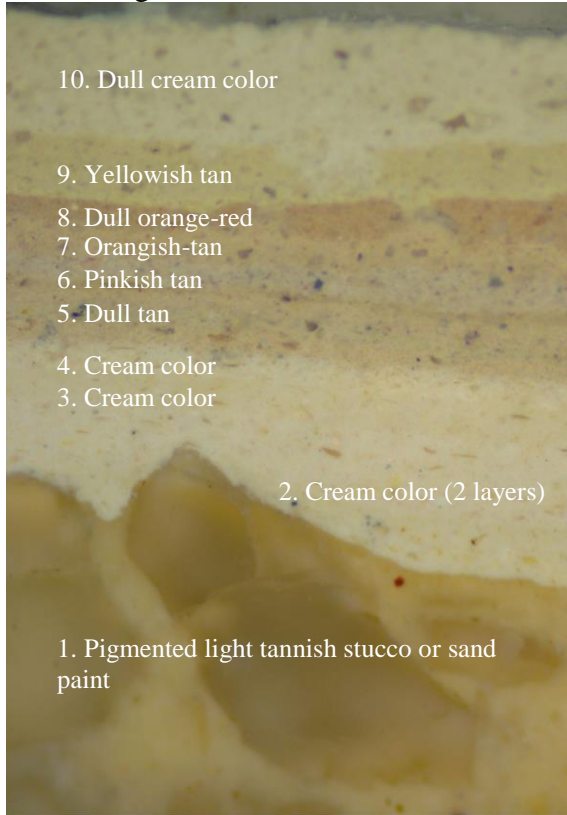 10. Dull cream color
9. Yellowish tan
8. Dull orange-red
7. Orangish-tan
6. Pinkish tan
5. Dull tan
4. Cream color
3. Cream color
2. Cream color (2 layers)
1. Pigmented light tannish stucco or sand
paint